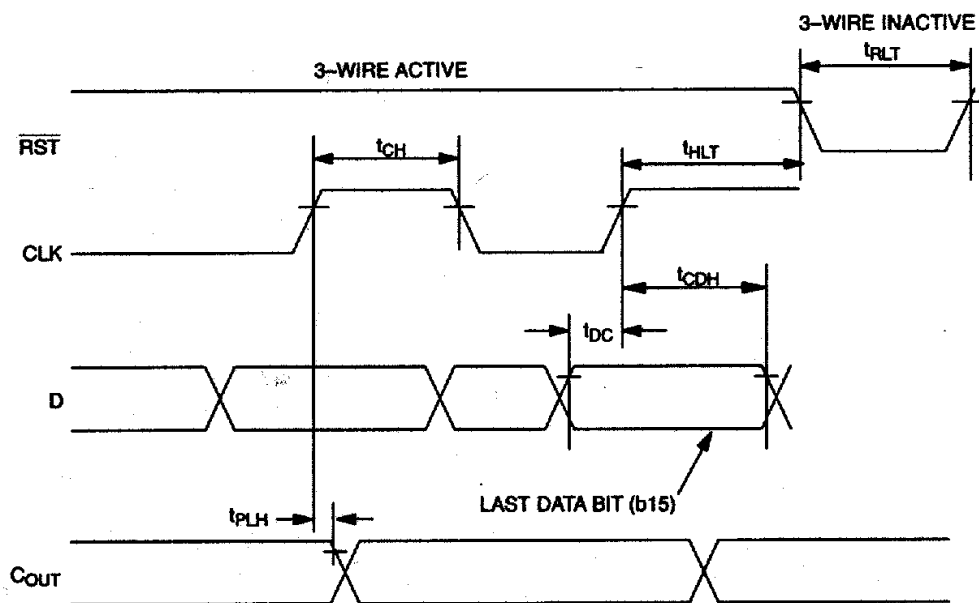 3–WIRE INACTIVE
tRLT
3–WIRE ACTIVE
RST
tCH
tHLT
CLK
tCDH
tDC
D
LAST DATA BIT (b15)
tPLH
COUT